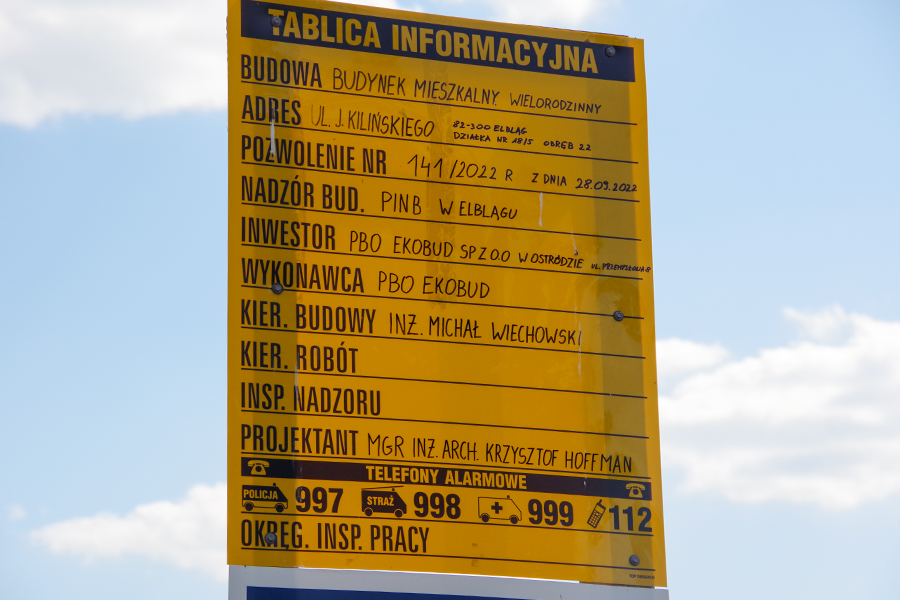 TABLICA INFORMACYJNA
BUDOWA BUDYNEK MIESZKALNY WIELORODZINNY
ADRES UL. J. KILIŃSKIEGO 82-300 ELBLĄG
DZIAŁKA NR 18/5 OBRĘB 22
POZWOLENIE NR 141/2022 R Z DNIA 28.09.2022
NADZÓR BUD. PINB W ELBLĄGU
INWESTOR PBO EKOBUD SP Z O.O W OSTRÓDZIE UL. PRZEMYSŁOWA 8
WYKONAWCA PBO EKOBUD
KIER. BUDOWY INŻ. MICHAŁ WIECHOWSKI
KIER. ROBÓT
INSP. NADZORU
PROJEKTANT MGR INŻ. ARCH. KRZYSZTOF HOFFMAN
TELEFONY ALARMOWE
POLICJA 997 STRAŻ 998 999 112
OKRĘG. INSP. PRACY